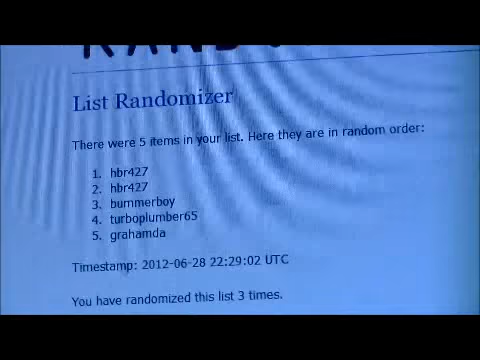 List Randomizer
There were 5 items in your list. Here they are in random order:
1. hbr427
2. hbr427
3. bummerboy
4. turboplumber65
5. grahamda
Timestamp: 2012-06-28 22:29:02 UTC
You have randomized this list 3 times.